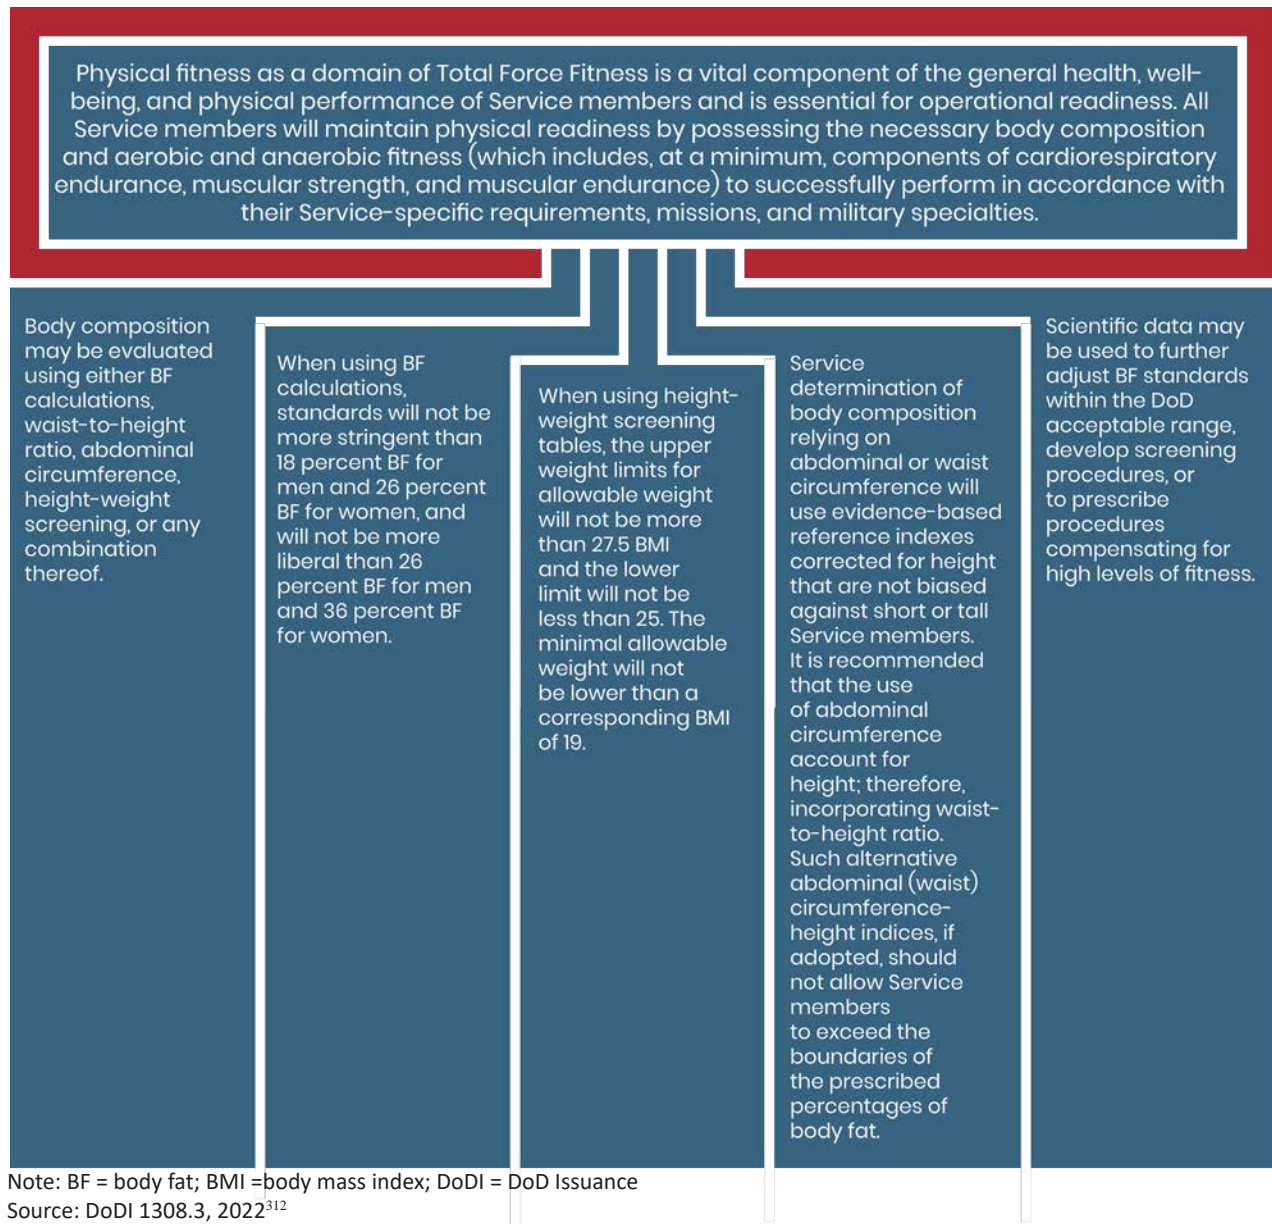 Physical fitness as a domain of Total Force Fitness is a vital component of the general health, well-
being, and physical performance of Service members and is essential for operational readiness. All
Service members will maintain physical readiness by possessing the necessary body composition
and aerobic and anaerobic fitness (which includes, at a minimum, components of cardiorespiratory
endurance, muscular strength, and muscular endurance) to successfully perform in accordance with
their Service-specific requirements, missions, and military specialties.
Body composition
may be evaluated
using either BF
calculations,
waist-to-height
ratio, abdominal
circumference,
height-weight
screening, or any
combination
thereof.
When using BF
calculations,
standards will not be
more stringent than
18 percent BF for
men and 26 percent
BF for women, and
will not be more
liberal than 26
percent BF for men
and 36 percent BF
for women.
When using height-
weight screening
tables, the upper
weight limits for
allowable weight
will not be more
than 27.5 BMI
and the lower
limit will not be
less than 25. The
minimal allowable
weight will not
be lower than a
corresponding BMI
of 19.
Service
determination of
body composition
relying on
abdominal or waist
circumference will
use evidence-based
reference indexes
corrected for height
that are not biased
against short or tall
Service members.
It is recommended
that the use
of abdominal
circumference
account for
height; therefore,
incorporating waist-
to-height ratio.
Such alternative
abdominal (waist)
circumference-
height indices, if
adopted, should
not allow Service
members
to exceed the
boundaries of
the prescribed
percentages of
body fat.
Scientific data may
be used to further
adjust BF standards
within the DoD
acceptable range,
develop screening
procedures, or
to prescribe
procedures
compensating for
high levels of fitness.
Note: BF = body fat; BMI =body mass index; DoDI = DoD Issuance
Source: DoDI 1308.3, 2022³¹²